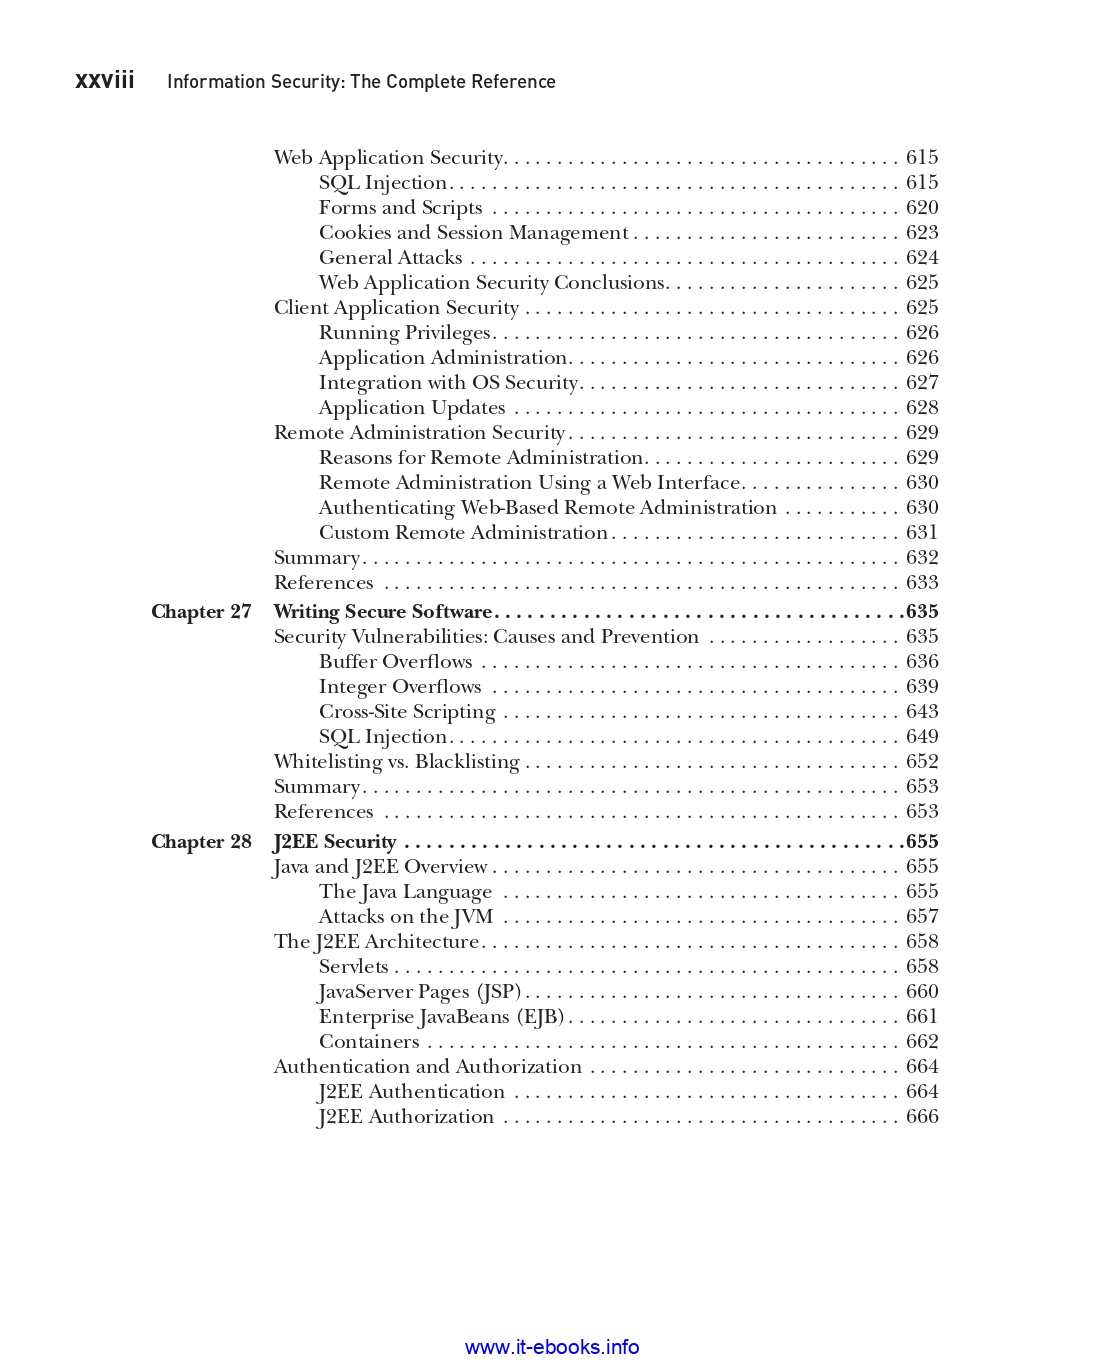 xxviii Information Security: The Complete Reference
Web Application Security. . . . . . . . . . . . . . . . . . . . . . . . . . . . . . . . . . . . . 615
SQL Injection. . . . . . . . . . . . . . . . . . . . . . . . . . . . . . . . . . . . . . . . . . 615
Forms and Scripts . . . . . . . . . . . . . . . . . . . . . . . . . . . . . . . . . . . . . . 620
Cookies and Session Management . . . . . . . . . . . . . . . . . . . . . . . . . 623
General Attacks . . . . . . . . . . . . . . . . . . . . . . . . . . . . . . . . . . . . . . . . 624
Web Application Security Conclusions. . . . . . . . . . . . . . . . . . . . . . 625
Client Application Security . . . . . . . . . . . . . . . . . . . . . . . . . . . . . . . . . . . 625
Running Privileges. . . . . . . . . . . . . . . . . . . . . . . . . . . . . . . . . . . . . . 626
Application Administration. . . . . . . . . . . . . . . . . . . . . . . . . . . . . . . 626
Integration with OS Security. . . . . . . . . . . . . . . . . . . . . . . . . . . . . . 627
Application Updates . . . . . . . . . . . . . . . . . . . . . . . . . . . . . . . . . . . . 628
Remote Administration Security . . . . . . . . . . . . . . . . . . . . . . . . . . . . . . . 629
Reasons for Remote Administration. . . . . . . . . . . . . . . . . . . . . . . . 629
Remote Administration Using a Web Interface. . . . . . . . . . . . . . . 630
Authenticating Web-Based Remote Administration . . . . . . . . . . . 630
Custom Remote Administration . . . . . . . . . . . . . . . . . . . . . . . . . . . 631
Summary. . . . . . . . . . . . . . . . . . . . . . . . . . . . . . . . . . . . . . . . . . . . . . . . . . 632
References . . . . . . . . . . . . . . . . . . . . . . . . . . . . . . . . . . . . . . . . . . . . . . . . 633
Chapter 27 Writing Secure Software. . . . . . . . . . . . . . . . . . . . . . . . . . . . . . . . . . . . .635
Security Vulnerabilities: Causes and Prevention . . . . . . . . . . . . . . . . . . 635
Buffer Overflows . . . . . . . . . . . . . . . . . . . . . . . . . . . . . . . . . . . . . . . 636
Integer Overflows . . . . . . . . . . . . . . . . . . . . . . . . . . . . . . . . . . . . . . 639
Cross-Site Scripting . . . . . . . . . . . . . . . . . . . . . . . . . . . . . . . . . . . . . 643
SQL Injection. . . . . . . . . . . . . . . . . . . . . . . . . . . . . . . . . . . . . . . . . . 649
Whitelisting vs. Blacklisting . . . . . . . . . . . . . . . . . . . . . . . . . . . . . . . . . . . 652
Summary. . . . . . . . . . . . . . . . . . . . . . . . . . . . . . . . . . . . . . . . . . . . . . . . . . 653
References . . . . . . . . . . . . . . . . . . . . . . . . . . . . . . . . . . . . . . . . . . . . . . . . 653
Chapter 28 J2EE Security . . . . . . . . . . . . . . . . . . . . . . . . . . . . . . . . . . . . . . . . . . . . .655
Java and J2EE Overview . . . . . . . . . . . . . . . . . . . . . . . . . . . . . . . . . . . . . . 655
The Java Language . . . . . . . . . . . . . . . . . . . . . . . . . . . . . . . . . . . . . 655
Attacks on the JVM . . . . . . . . . . . . . . . . . . . . . . . . . . . . . . . . . . . . . 657
The J2EE Architecture. . . . . . . . . . . . . . . . . . . . . . . . . . . . . . . . . . . . . . . 658
Servlets . . . . . . . . . . . . . . . . . . . . . . . . . . . . . . . . . . . . . . . . . . . . . . . 658
JavaServer Pages (JSP) . . . . . . . . . . . . . . . . . . . . . . . . . . . . . . . . . . . 660
Enterprise JavaBeans (EJB) . . . . . . . . . . . . . . . . . . . . . . . . . . . . . . . 661
Containers . . . . . . . . . . . . . . . . . . . . . . . . . . . . . . . . . . . . . . . . . . . . 662
Authentication and Authorization . . . . . . . . . . . . . . . . . . . . . . . . . . . . . 664
J2EE Authentication . . . . . . . . . . . . . . . . . . . . . . . . . . . . . . . . . . . . 664
J2EE Authorization . . . . . . . . . . . . . . . . . . . . . . . . . . . . . . . . . . . . . 666
www.it-ebooks.info